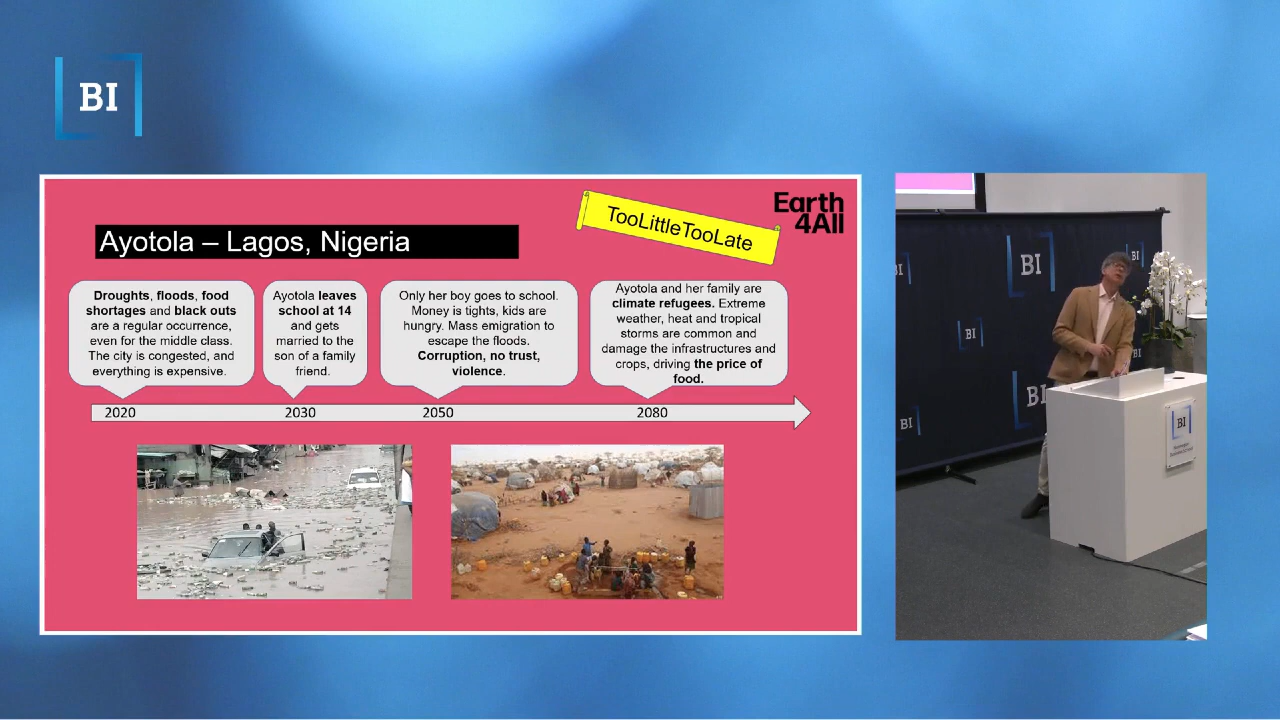 BI
Ayotola – Lagos, Nigeria
TooLittleTooLate
Earth
4All
Droughts, floods, food
shortages and black outs
are a regular occurrence,
even for the middle class.
The city is congested, and
everything is expensive.
Ayotola leaves
school at 14
and gets
married to the
son of a family
friend.
Only her boy goes to school.
Money is tights, kids are
hungry. Mass emigration to
escape the floods.
Corruption, no trust,
violence.
Ayotola and her family are
climate refugees. Extreme
weather, heat and tropical
storms are common and
damage the infrastructures and
crops, driving the price of
food.
2020
2030
2050
2080
BI
BI
BI
BI
BI
BI
BI
BI